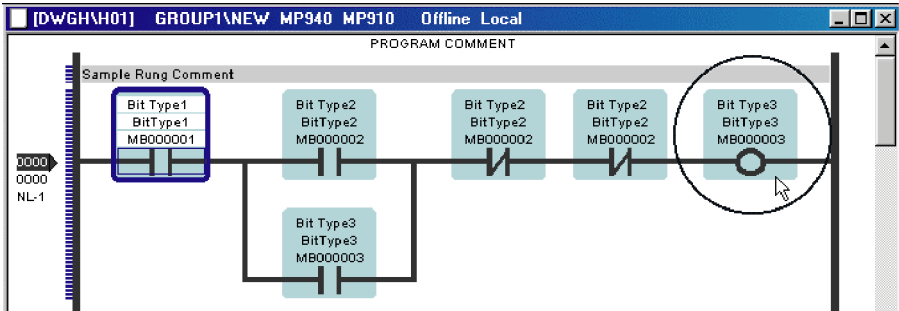 [DWGH\H01] GROUP1\NEW MP940 MP910 Offline Local
PROGRAM COMMENT
Sample Rung Comment
Bit Type1
BitType1
MB000001
Bit Type2
BitType2
MB000002
Bit Type2
BitType2
MB000002
Bit Type2
BitType2
MB000002
Bit Type3
BitType3
MB000003
0000
0000
NL-1
Bit Type3
BitType3
MB000003